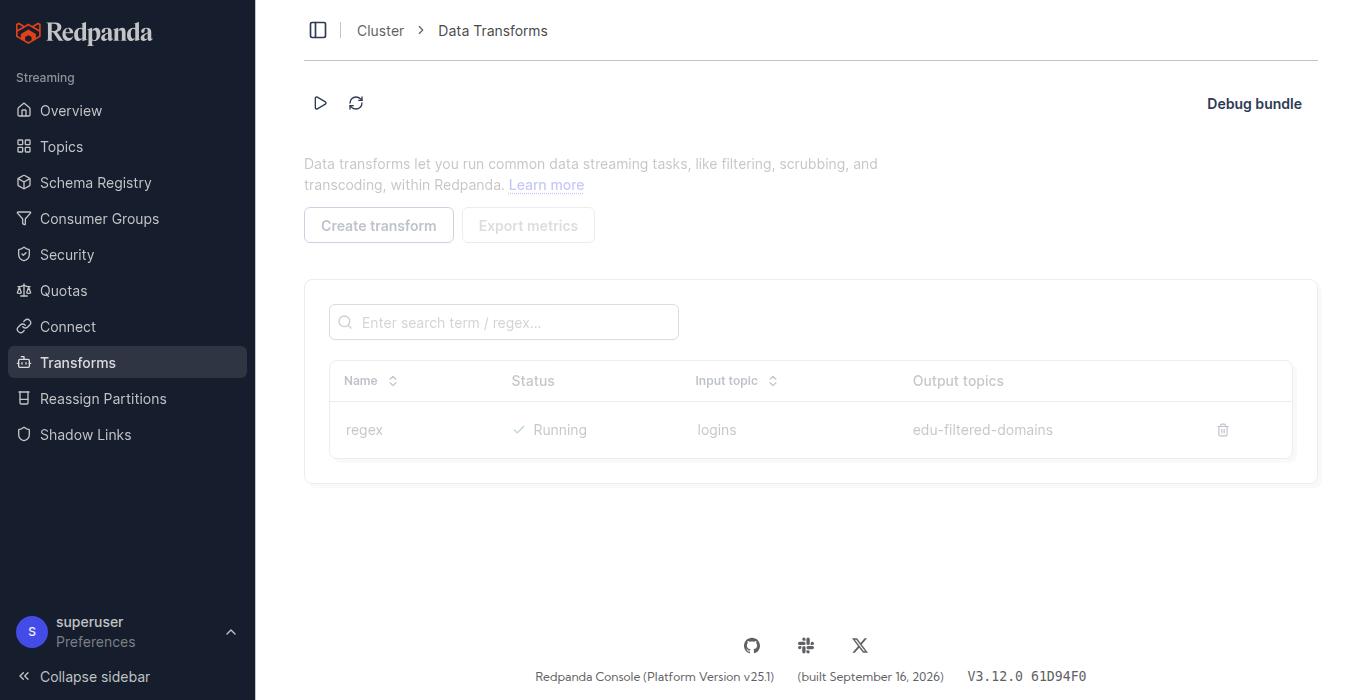 Redpanda
Streaming
Overview
Topics
Schema Registry
Consumer Groups
Security
Quotas
Connect
Transforms
Reassign Partitions
Shadow Links
S
superuser
Preferences
Collapse sidebar
Cluster > Data Transforms
Debug bundle
Data transforms let you run common data streaming tasks, like filtering, scrubbing, and
transcoding, within Redpanda. Learn more
Create transform Export metrics
Enter search term / regex...
Name Status Input topic Output topics
regex Running logins edu-filtered-domains
Redpanda Console (Platform Version v25.1) (built September 16, 2026) V3.12.0 61D94F0